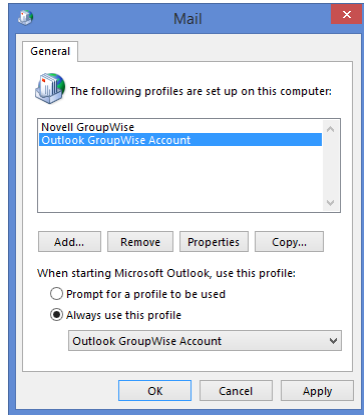 Mail
General
The following profiles are set up on this computer:
Novell GroupWise
Outlook GroupWise Account
Add... Remove Properties Copy...
When starting Microsoft Outlook, use this profile:
Prompt for a profile to be used
Always use this profile
Outlook GroupWise Account
OK Cancel Apply